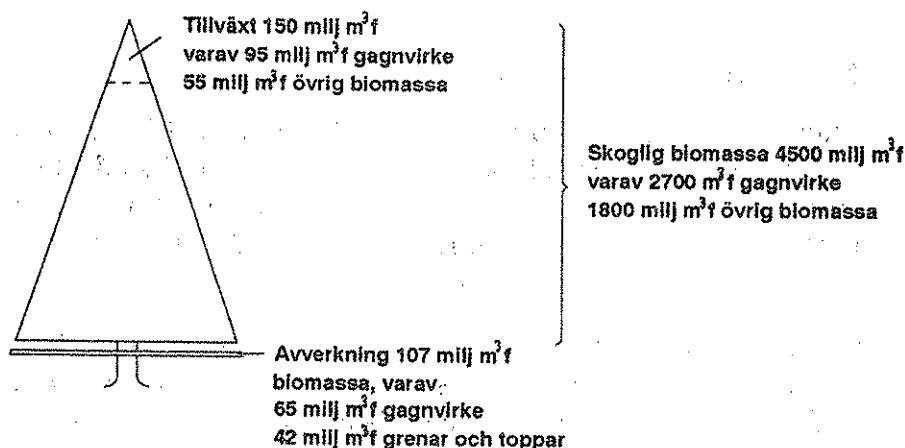 Tillväxt 150 milj m³f
varav 95 milj m³f gagnvirke
55 milj m³f övrig biomassa
Skoglig biomassa 4500 milj m³f
varav 2700 m³f gagnvirke
1800 milj m³f övrig biomassa
Avverkning 107 milj m³f
biomassa, varav
65 milj m³f gagnvirke
42 milj m³f grenar och toppar